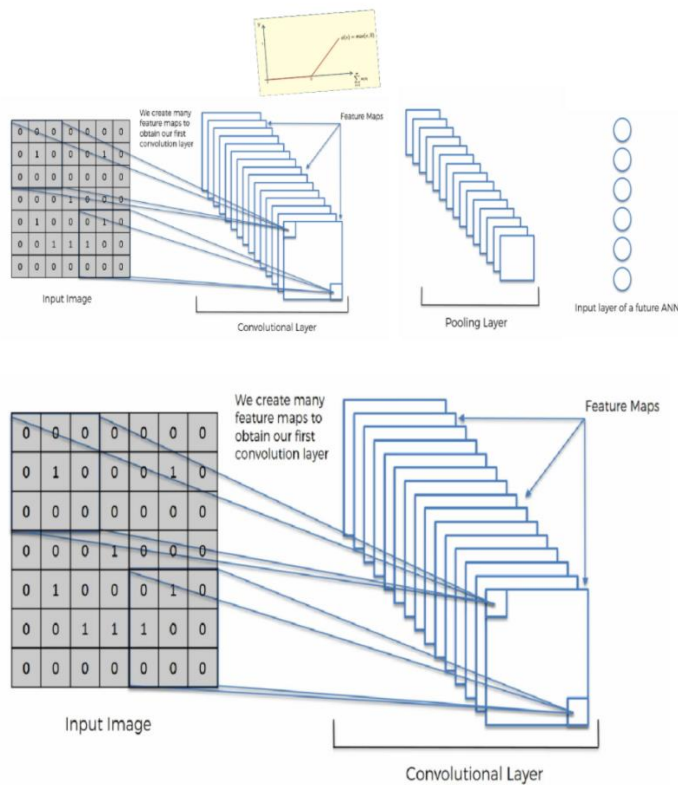 We create many
feature maps to
obtain our first
convolution layer
Feature Maps
0 0 0 0 0 0 0
0 1 0 0 0 1 0
0 0 0 0 0 0 0
0 0 0 1 0 0 0
0 1 0 0 0 1 0
0 0 1 1 1 0 0
0 0 0 0 0 0 0
Input Image
Convolutional Layer
Pooling Layer
Input layer of a future ANN
We create many
feature maps to
obtain our first
convolution layer
Feature Maps
0 0 0 0 0 0 0
0 1 0 0 0 1 0
0 0 0 0 0 0 0
0 0 0 1 0 0 0
0 1 0 0 0 1 0
0 0 1 1 1 0 0
0 0 0 0 0 0 0
Input Image
Convolutional Layer